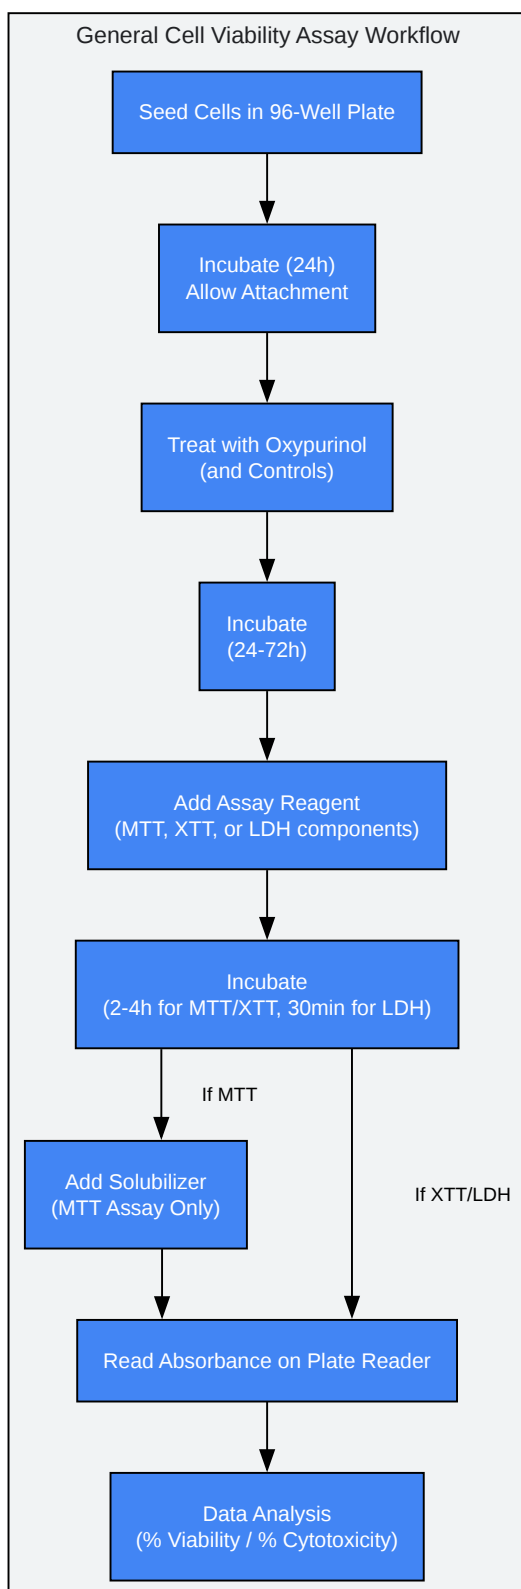 General Cell Viability Assay Workflow
Seed Cells in 96-Well Plate
Incubate (24h)
Allow Attachment
Treat with Oxypurinol
(and Controls)
Incubate
(24-72h)
Add Assay Reagent
(MTT, XTT, or LDH components)
Incubate
(2-4h for MTT/XTT, 30min for LDH)
If MTT
Add Solubilizer
(MTT Assay Only)
If XTT/LDH
Read Absorbance on Plate Reader
Data Analysis
(% Viability / % Cytotoxicity)